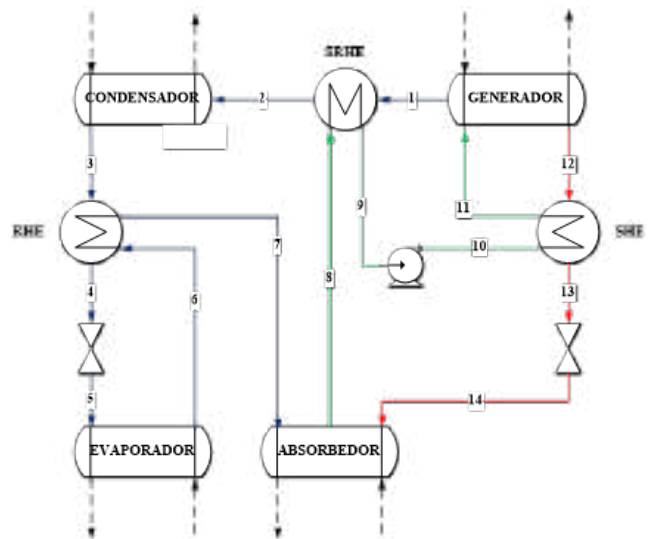 SRHE
CONDENSADOR
2
1
GENERADOR
3
9
11
12
RHE
7
8
10
SHE
4
6
13
5
14
EVAPORADOR
ABSORBEDOR